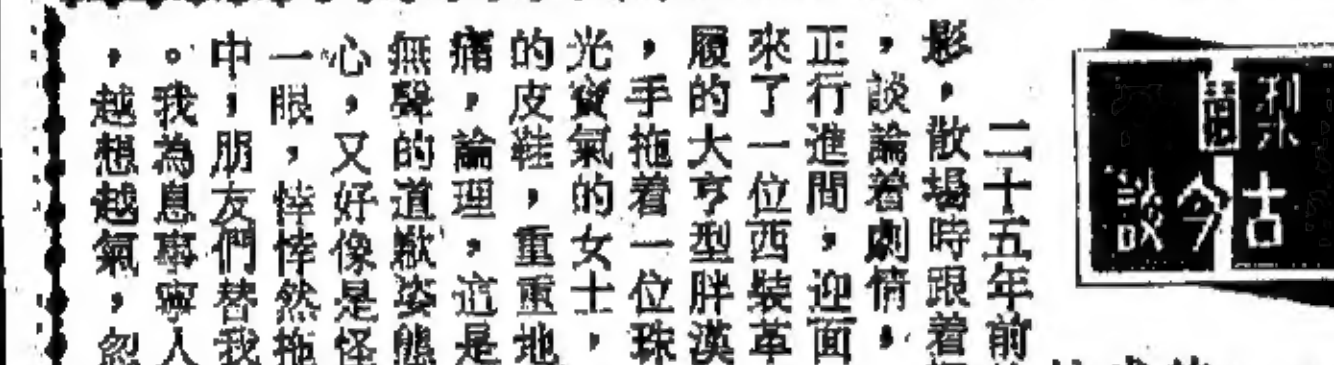 古今談
二十五年前
影，散場時跟着
，談論着劇情，
正行進間，迎面
來了一位西裝革
履的大亨型胖漢
，手拖着一位珠
光寶氣的女士，
的皮鞋，重重地
痛，論理，這是
無聲的道歉姿態
心，又好像是怪
一眼，悻悻然拖
中，朋友們替我
。我為息事寧人
，越想越氣，忽